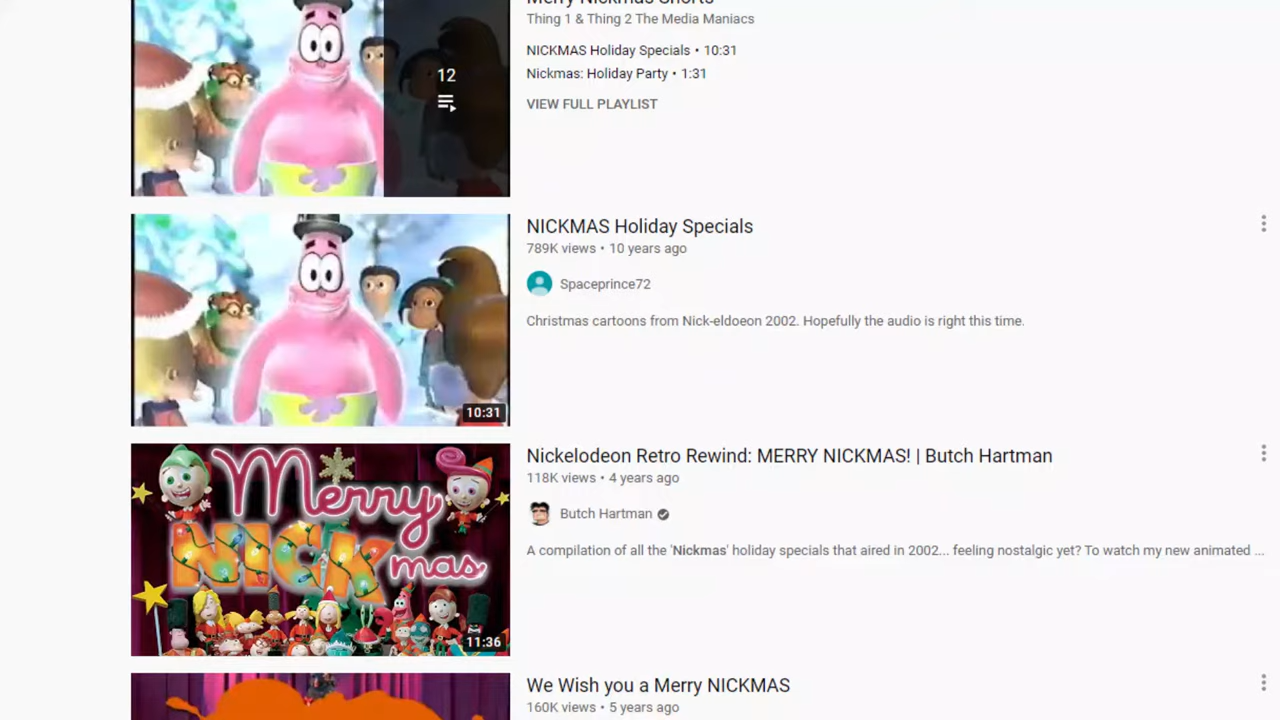 Merry Nickmas Shorts
Thing 1 & Thing 2 The Media Maniacs
NICKMAS Holiday Specials • 10:31
Nickmas: Holiday Party • 1:31
VIEW FULL PLAYLIST
12
NICKMAS Holiday Specials
789K views • 10 years ago
Spaceprince72
Christmas cartoons from Nick-eldoeon 2002. Hopefully the audio is right this time.
10:31
Nickelodeon Retro Rewind: MERRY NICKMAS! | Butch Hartman
118K views • 4 years ago
Butch Hartman
A compilation of all the 'Nickmas' holiday specials that aired in 2002... feeling nostalgic yet? To watch my new animated ...
Merry
NICK
mas
11:36
We Wish you a Merry NICKMAS
160K views • 5 years ago